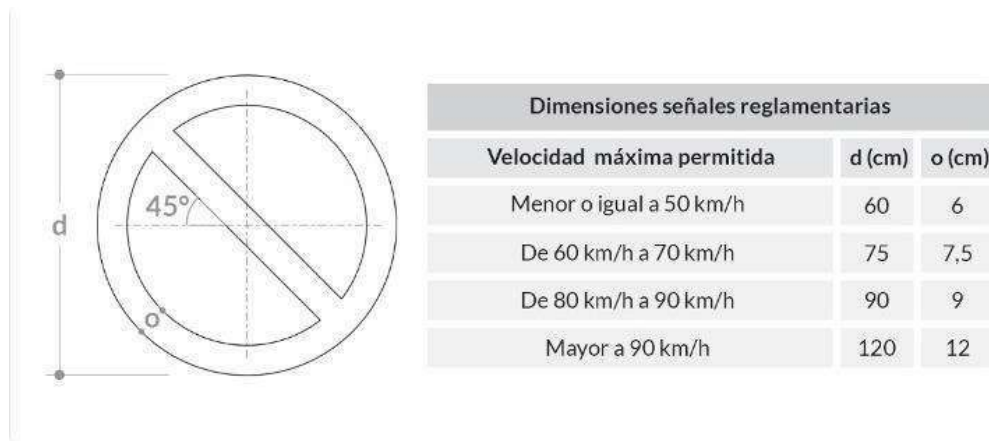 d
45°
o
Dimensiones señales reglamentarias
Velocidad máxima permitida d (cm) o (cm)
Menor o igual a 50 km/h 60 6
De 60 km/h a 70 km/h 75 7,5
De 80 km/h a 90 km/h 90 9
Mayor a 90 km/h 120 12